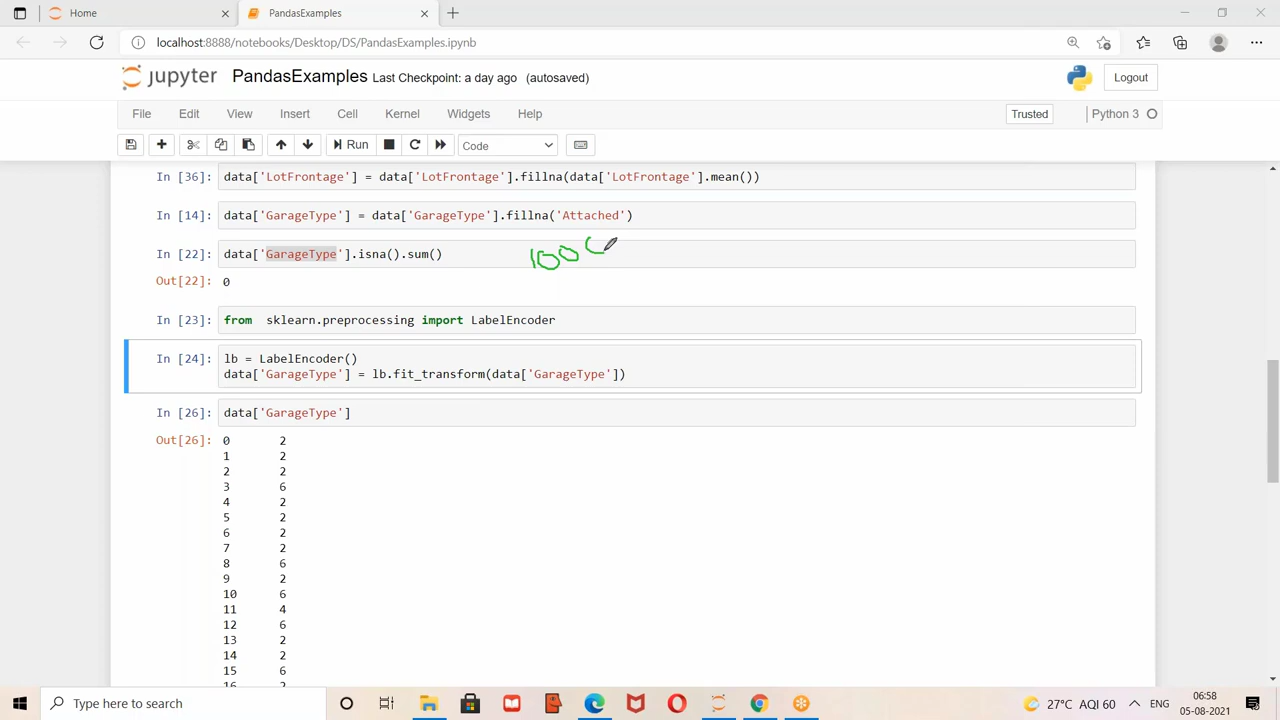 Home
PandasExamples
localhost:8888/notebooks/Desktop/DS/PandasExamples.ipynb
jupyter PandasExamples Last Checkpoint: a day ago (autosaved)
Logout
File Edit View Insert Cell Kernel Widgets Help
Trusted
Python 3
Run
Code
In [36]: data['LotFrontage'] = data['LotFrontage'].fillna(data['LotFrontage'].mean())
In [14]: data['GarageType'] = data['GarageType'].fillna('Attached')
In [22]: data['GarageType'].isna().sum()
100 C
Out[22]: 0
In [23]: from  sklearn.preprocessing import LabelEncoder
In [24]: lb = LabelEncoder()
data['GarageType'] = lb.fit_transform(data['GarageType'])
In [26]: data['GarageType']
Out[26]: 0 2
1 2
2 2
3 6
4 2
5 2
6 2
7 2
8 6
9 2
10 6
11 4
12 6
13 2
14 2
15 6
16 2
Type here to search
27°C AQI 60
ENG
06:58
05-08-2021